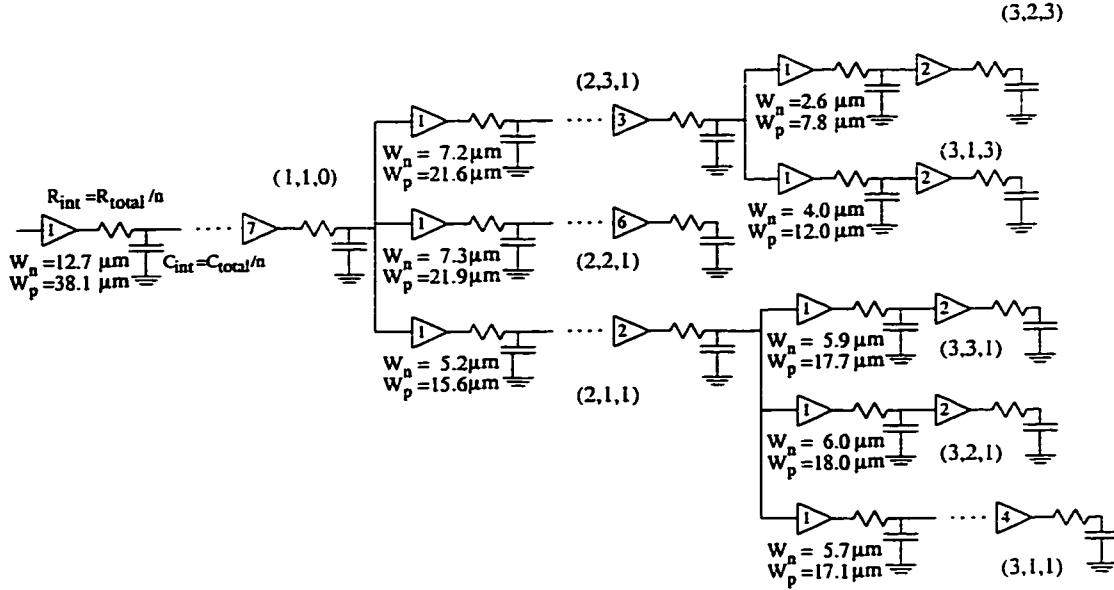 (3,2,3)
1 2
(2,3,1)
W_n =2.6 μm
W_p =7.8 μm
1 3
W_n = 7.2 μm
W_p =21.6 μm
(3,1,3)
1 2
(1,1,0)
R_int =R_total /n
W_n = 4.0 μm
W_p =12.0 μm
1 7 1 6
W_n =12.7 μm
W_p =38.1 μm
C_int =C_total /n
W_n = 7.3 μm
W_p =21.9 μm
(2,2,1)
1 2
1 2
W_n = 5.9 μm
W_p =17.7 μm
(3,3,1)
W_n = 5.2 μm
W_p =15.6 μm
(2,1,1)
1 2
W_n = 6.0 μm
W_p =18.0 μm
(3,2,1)
1 4
W_n = 5.7 μm
W_p =17.1 μm
(3,1,1)